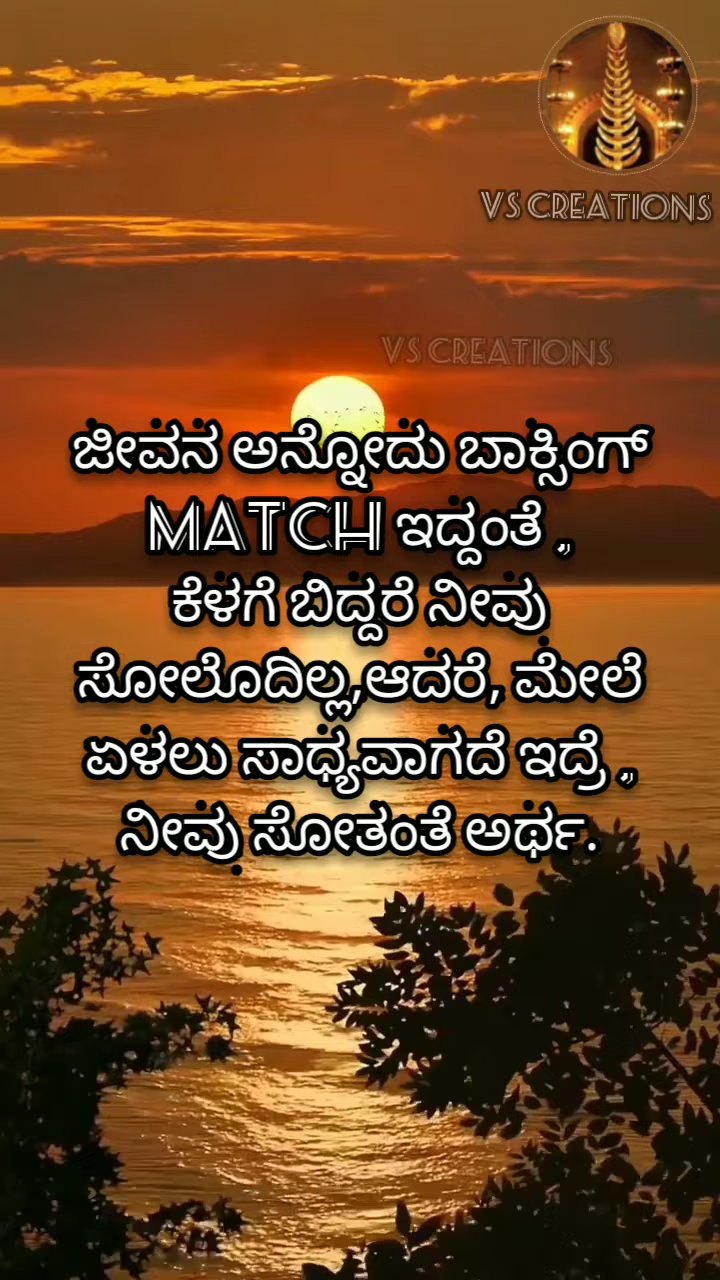 VS CREATIONS
VS CREATIONS
ಜೀವನ ಅನ್ನೋದು ಬಾಕ್ಸಿಂಗ್
MATCH ಇದ್ದಂತೆ ,,
ಕೆಳಗೆ ಬಿದ್ದರೆ ನೀವು
ಸೋಲೊದಿಲ್ಲ,ಆದರೆ, ಮೇಲೆ
ಏಳಲು ಸಾಧ್ಯವಾಗದೆ ಇದ್ರೆ ,,
ನೀವು ಸೋತಂತೆ ಅರ್ಥ.